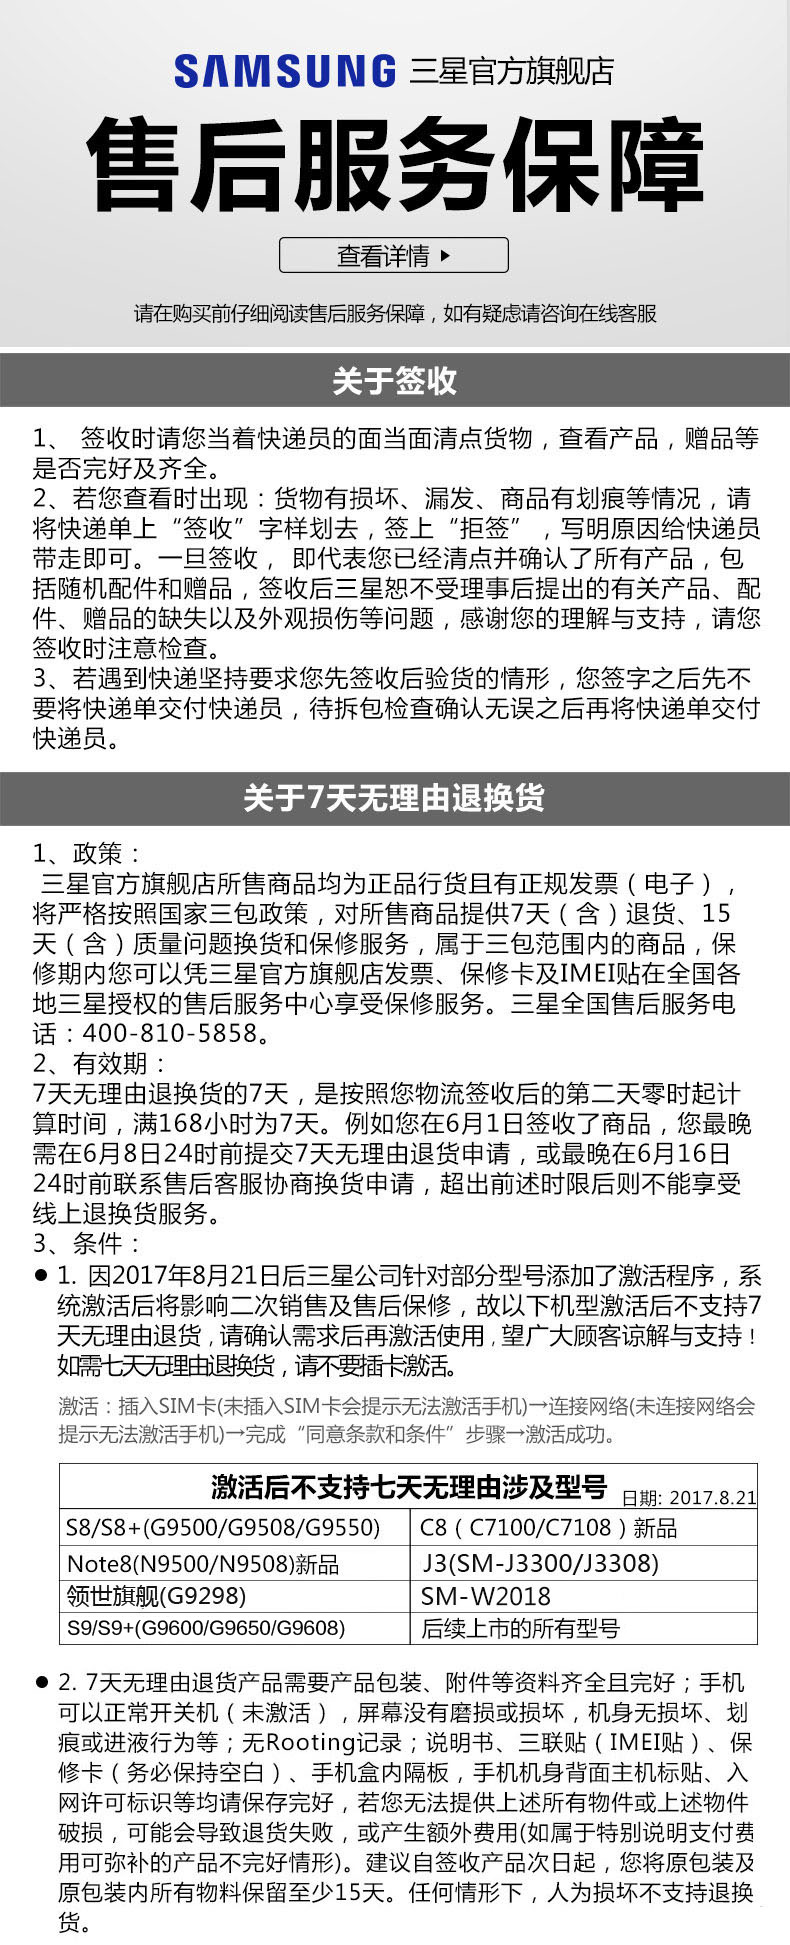 SAMSUNG 三星官方旗舰店
售后服务保障
查看详情
请在购买前仔细阅读售后服务保障，如有疑虑请咨询在线客服
关于签收
1、 签收时请您当着快递员的面当面清点货物，查看产品，赠品等
是否完好及齐全。
2、若您查看时出现：货物有损坏、漏发、商品有划痕等情况，请
将快递单上“签收”字样划去，签上“拒签”，写明原因给快递员
带走即可。一旦签收， 即代表您已经清点并确认了所有产品，包
括随机配件和赠品，签收后三星恕不受理事后提出的有关产品、配
件、赠品的缺失以及外观损伤等问题，感谢您的理解与支持，请您
签收时注意检查。
3、若遇到快递坚持要求您先签收后验货的情形，您签字之后先不
要将快递单交付快递员，待拆包检查确认无误之后再将快递单交付
快递员。
关于7天无理由退换货
1、政策：
三星官方旗舰店所售商品均为正品行货且有正规发票（电子），
将严格按照国家三包政策，对所售商品提供7天（含）退货、15
天（含）质量问题换货和保修服务，属于三包范围内的商品，保
修期内您可以凭三星官方旗舰店发票、保修卡及IMEI贴在全国各
地三星授权的售后服务中心享受保修服务。三星全国售后服务电
话：400-810-5858。
2、有效期：
7天无理由退换货的7天，是按照您物流签收后的第二天零时起计
算时间，满168小时为7天。例如您在6月1日签收了商品，您最晚
需在6月8日24时前提交7天无理由退货申请，或最晚在6月16日
24时前联系售后客服协商换货申请，超出前述时限后则不能享受
线上退换货服务。
3、条件：
● 1. 因2017年8月21日后三星公司针对部分型号添加了激活程序，系
统激活后将影响二次销售及售后保修，故以下机型激活后不支持7
天无理由退货，请确认需求后再激活使用，望广大顾客谅解与支持！
如需七天无理由退换货，请不要插卡激活。
激活：插入SIM卡(未插入SIM卡会提示无法激活手机)→连接网络(未连接网络会
提示无法激活手机)→完成“同意条款和条件”步骤→激活成功。
激活后不支持七天无理由涉及型号 日期: 2017.8.21
S8/S8+(G9500/G9508/G9550) C8（C7100/C7108）新品
Note8(N9500/N9508)新品 J3(SM-J3300/J3308)
领世旗舰(G9298) SM-W2018
S9/S9+(G9600/G9650/G9608) 后续上市的所有型号
● 2. 7天无理由退货产品需要产品包装、附件等资料齐全且完好；手机
可以正常开关机（未激活），屏幕没有磨损或损坏，机身无损坏、划
痕或进液行为等；无Rooting记录；说明书、三联贴（IMEI贴）、保
修卡（务必保持空白）、手机盒内隔板，手机机身背面主机标贴、入
网许可标识等均请保存完好，若您无法提供上述所有物件或上述物件
破损，可能会导致退货失败，或产生额外费用(如属于特别说明支付费
用可弥补的产品不完好情形)。建议自签收产品次日起，您将原包装及
原包装内所有物料保留至少15天。任何情形下，人为损坏不支持退换
货。